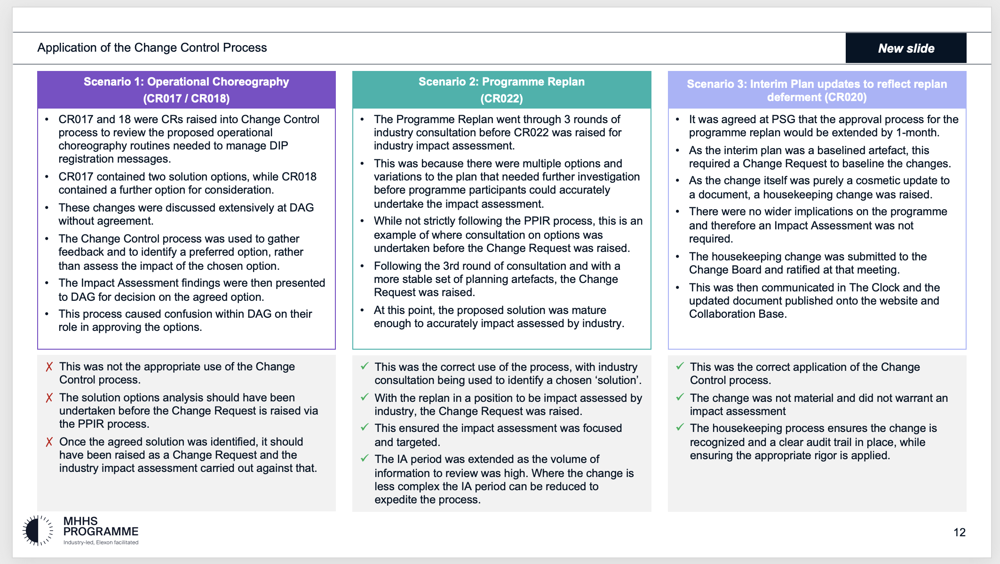 Application of the Change Control Process
New slide
Scenario 1: Operational Choreography
(CR017 / CR018)
• CR017 and 18 were CRs raised into Change Control
process to review the proposed operational
choreography routines needed to manage DIP
registration messages.
• CR017 contained two solution options, while CR018
contained a further option for consideration.
• These changes were discussed extensively at DAG
without agreement.
• The Change Control process was used to gather
feedback and to identify a preferred option, rather
than assess the impact of the chosen option.
• The Impact Assessment findings were then presented
to DAG for decision on the agreed option.
• This process caused confusion within DAG on their
role in approving the options.
✗ This was not the appropriate use of the Change
Control process.
✗ The solution options analysis should have been
undertaken before the Change Request is raised via
the PPIR process.
✗ Once the agreed solution was identified, it should
have been raised as a Change Request and the
industry impact assessment carried out against that.
Scenario 2: Programme Replan
(CR022)
• The Programme Replan went through 3 rounds of
industry consultation before CR022 was raised for
industry impact assessment.
• This was because there were multiple options and
variations to the plan that needed further investigation
before programme participants could accurately
undertake the impact assessment.
• While not strictly following the PPIR process, this is an
example of where consultation on options was
undertaken before the Change Request was raised.
• Following the 3rd round of consultation and with a
more stable set of planning artefacts, the Change
Request was raised.
• At this point, the proposed solution was mature
enough to accurately impact assessed by industry.
✓ This was the correct use of the process, with industry
consultation being used to identify a chosen ‘solution’.
✓ With the replan in a position to be impact assessed by
industry, the Change Request was raised.
✓ This ensured the impact assessment was focused
and targeted.
✓ The IA period was extended as the volume of
information to review was high. Where the change is
less complex the IA period can be reduced to
expedite the process.
Scenario 3: Interim Plan updates to reflect replan
deferment (CR020)
• It was agreed at PSG that the approval process for the
programme replan would be extended by 1-month.
• As the interim plan was a baselined artefact, this
required a Change Request to baseline the changes.
• As the change itself was purely a cosmetic update to
a document, a housekeeping change was raised.
• There were no wider implications on the programme
and therefore an Impact Assessment was not
required.
• The housekeeping change was submitted to the
Change Board and ratified at that meeting.
• This was then communicated in The Clock and the
updated document published onto the website and
Collaboration Base.
✓ This was the correct application of the Change
Control process.
✓ The change was not material and did not warrant an
impact assessment
✓ The housekeeping process ensures the change is
recognized and a clear audit trail in place, while
ensuring the appropriate rigor is applied.
MHHS
PROGRAMME
Industry-led, Elexon facilitated
12